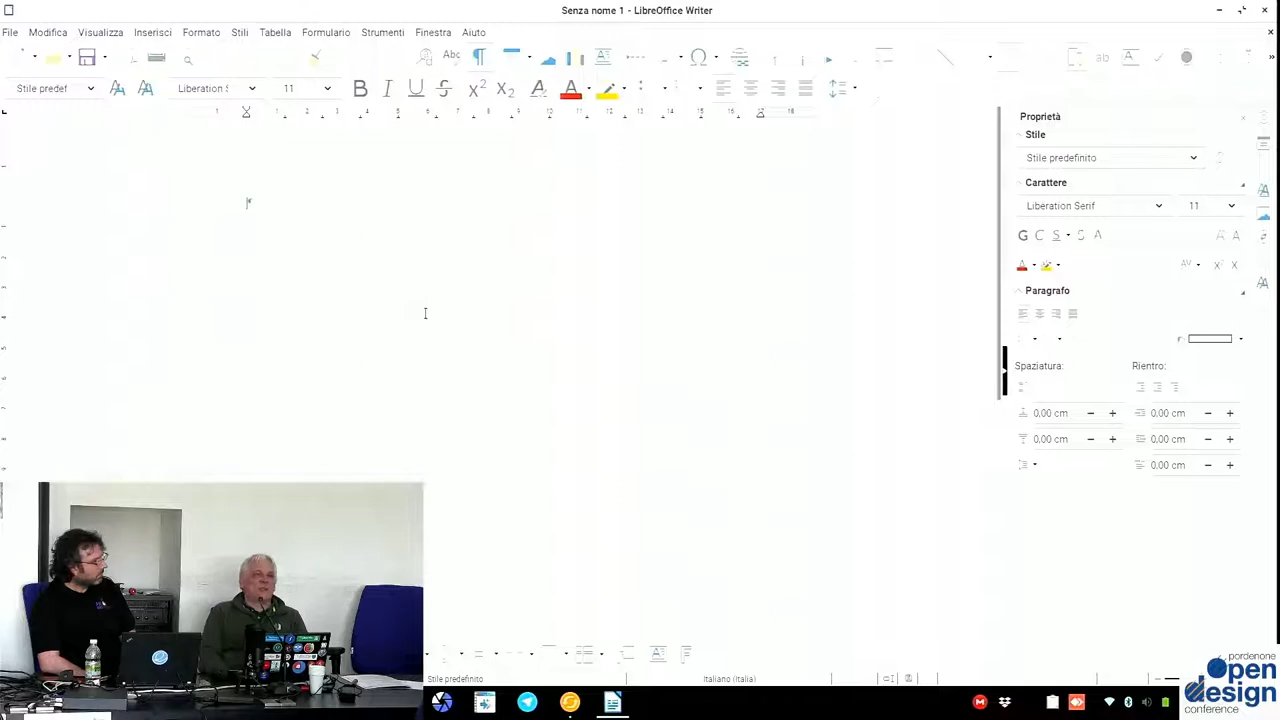 Senza nome 1 - LibreOffice Writer
File Modifica Visualizza Inserisci Formato Stili Tabella Formulario Strumenti Finestra Aiuto
Abc
ab
predef Liberation S 11
Proprietà
Stile
Stile predefinito
Carattere
Liberation Serif 11
G C S S A
Paragrafo
Spaziatura: Rientro:
0.00 cm 0.00 cm
0.00 cm 0.00 cm
0.00 cm
Stile predefinito Italiano (Italia)
pordenone
open
design
conference